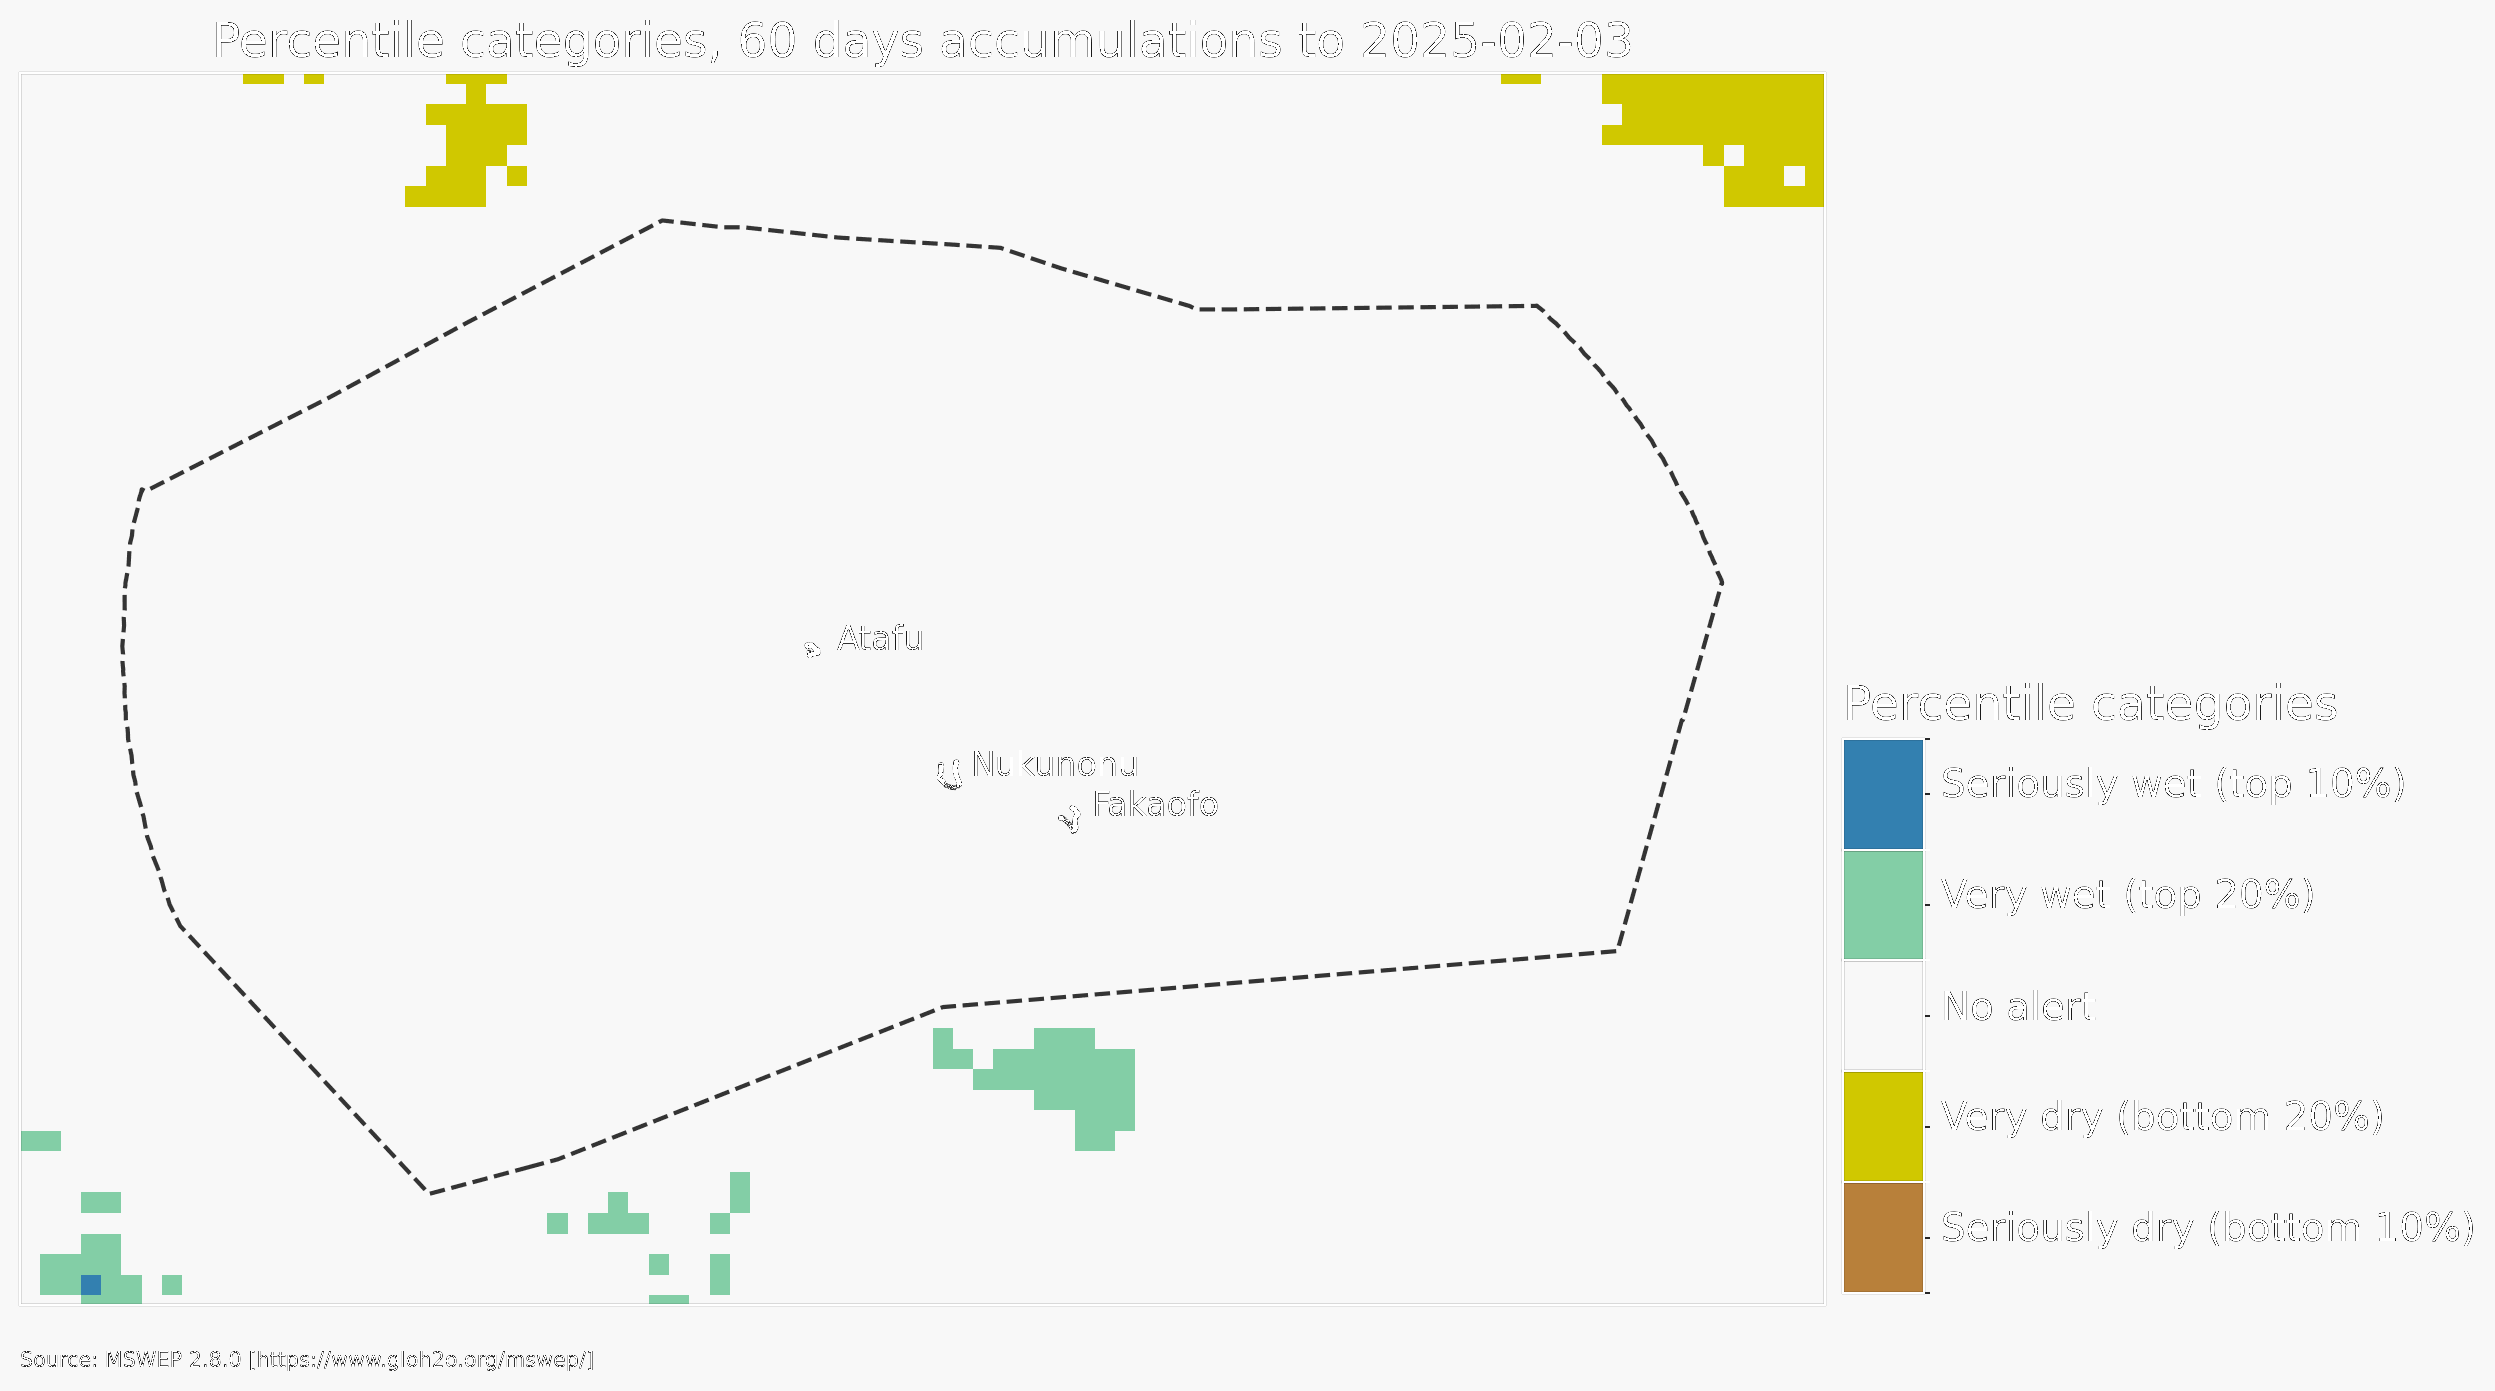 Percentile categories, 60 days accumulations to 2025-02-03
Atafu
Nukunonu
Fakaofo
Percentile categories
Seriously wet (top 10%)
Very wet (top 20%)
No alert
Very dry (bottom 20%)
Seriously dry (bottom 10%)
Source: MSWEP 2.8.0 [https://www.gloh2o.org/mswep/]